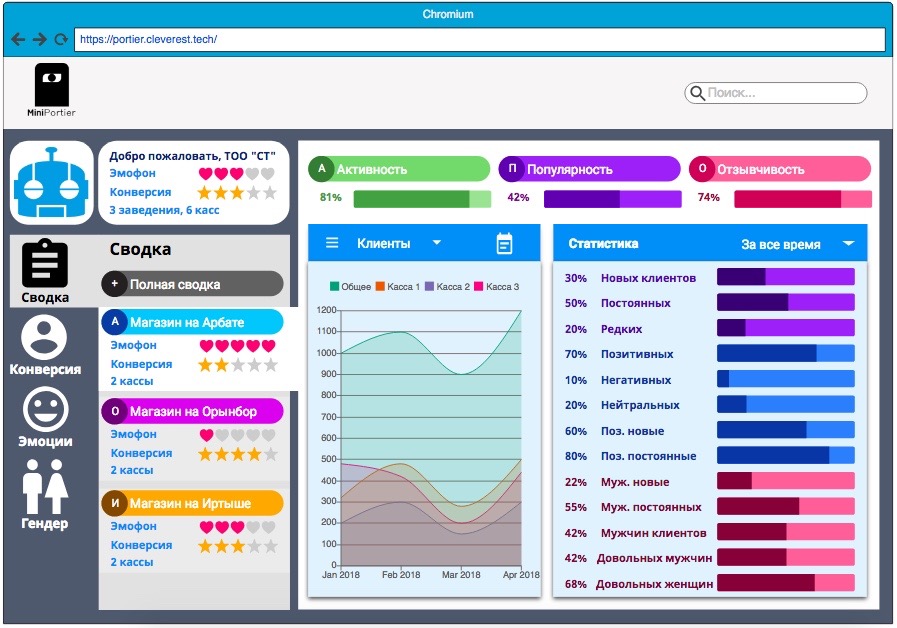 Chromium
https://portier.cleverest.tech/
MiniPortier
Поиск...
Добро пожаловать, ТОО "СТ"
Эмофон
Конверсия
3 заведения, 6 касс
Сводка
Конверсия
Эмоции
Гендер
Сводка
+ Полная сводка
А Магазин на Арбате
Эмофон
Конверсия
2 кассы
О Магазин на Орынбор
Эмофон
Конверсия
2 кассы
И Магазин на Иртыше
Эмофон
Конверсия
2 кассы
А Активность
81%
П Популярность
42%
О Отзывчивость
74%
Клиенты
Общее Касса 1 Касса 2 Касса 3
1200
1100
1000
900
800
700
600
500
400
300
200
100
0
Jan 2018 Feb 2018 Mar 2018 Apr 2018
Статистика За все время
30% Новых клиентов
50% Постоянных
20% Редких
70% Позитивных
10% Негативных
20% Нейтральных
60% Поз. новые
80% Поз. постоянные
22% Муж. новые
55% Муж. постоянных
42% Мужчин клиентов
42% Довольных мужчин
68% Довольных женщин